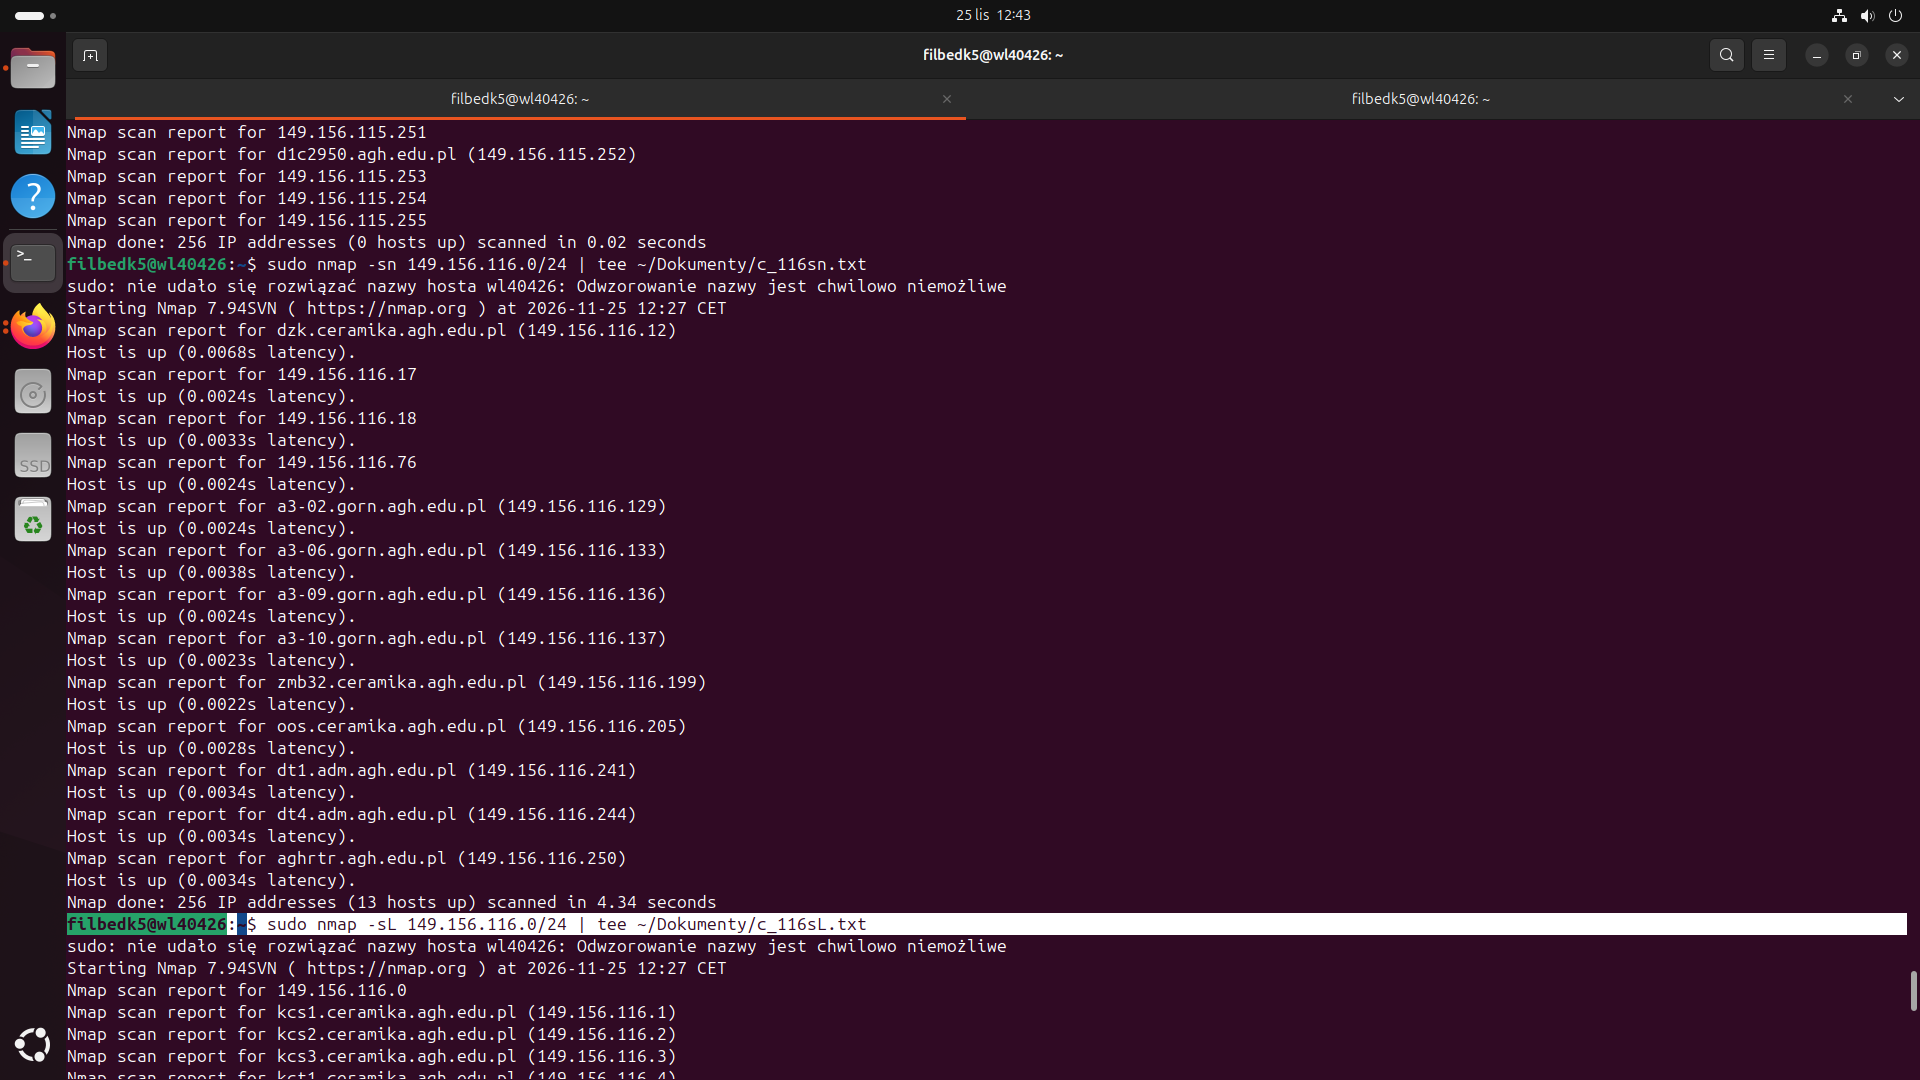 25 lis 12:43
filbedk5@wl40426: ~
filbedk5@wl40426: ~
filbedk5@wl40426: ~
Nmap scan report for 149.156.115.251
Nmap scan report for d1c2950.agh.edu.pl (149.156.115.252)
Nmap scan report for 149.156.115.253
Nmap scan report for 149.156.115.254
Nmap scan report for 149.156.115.255
Nmap done: 256 IP addresses (0 hosts up) scanned in 0.02 seconds
filbedk5@wl40426:~$ sudo nmap -sn 149.156.116.0/24 | tee ~/Dokumenty/c_116sn.txt
sudo: nie udało się rozwiązać nazwy hosta wl40426: Odwzorowanie nazwy jest chwilowo niemożliwe
Starting Nmap 7.94SVN ( https://nmap.org ) at 2026-11-25 12:27 CET
Nmap scan report for dzk.ceramika.agh.edu.pl (149.156.116.12)
Host is up (0.0068s latency).
Nmap scan report for 149.156.116.17
Host is up (0.0024s latency).
Nmap scan report for 149.156.116.18
Host is up (0.0033s latency).
Nmap scan report for 149.156.116.76
Host is up (0.0024s latency).
Nmap scan report for a3-02.gorn.agh.edu.pl (149.156.116.129)
Host is up (0.0024s latency).
Nmap scan report for a3-06.gorn.agh.edu.pl (149.156.116.133)
Host is up (0.0038s latency).
Nmap scan report for a3-09.gorn.agh.edu.pl (149.156.116.136)
Host is up (0.0024s latency).
Nmap scan report for a3-10.gorn.agh.edu.pl (149.156.116.137)
Host is up (0.0023s latency).
Nmap scan report for zmb32.ceramika.agh.edu.pl (149.156.116.199)
Host is up (0.0022s latency).
Nmap scan report for oos.ceramika.agh.edu.pl (149.156.116.205)
Host is up (0.0028s latency).
Nmap scan report for dt1.adm.agh.edu.pl (149.156.116.241)
Host is up (0.0034s latency).
Nmap scan report for dt4.adm.agh.edu.pl (149.156.116.244)
Host is up (0.0034s latency).
Nmap scan report for aghrtr.agh.edu.pl (149.156.116.250)
Host is up (0.0034s latency).
Nmap done: 256 IP addresses (13 hosts up) scanned in 4.34 seconds
filbedk5@wl40426:~$ sudo nmap -sL 149.156.116.0/24 | tee ~/Dokumenty/c_116sL.txt
sudo: nie udało się rozwiązać nazwy hosta wl40426: Odwzorowanie nazwy jest chwilowo niemożliwe
Starting Nmap 7.94SVN ( https://nmap.org ) at 2026-11-25 12:27 CET
Nmap scan report for 149.156.116.0
Nmap scan report for kcs1.ceramika.agh.edu.pl (149.156.116.1)
Nmap scan report for kcs2.ceramika.agh.edu.pl (149.156.116.2)
Nmap scan report for kcs3.ceramika.agh.edu.pl (149.156.116.3)
Nmap scan report for kct1.ceramika.agh.edu.pl (149.156.116.4)
SSD